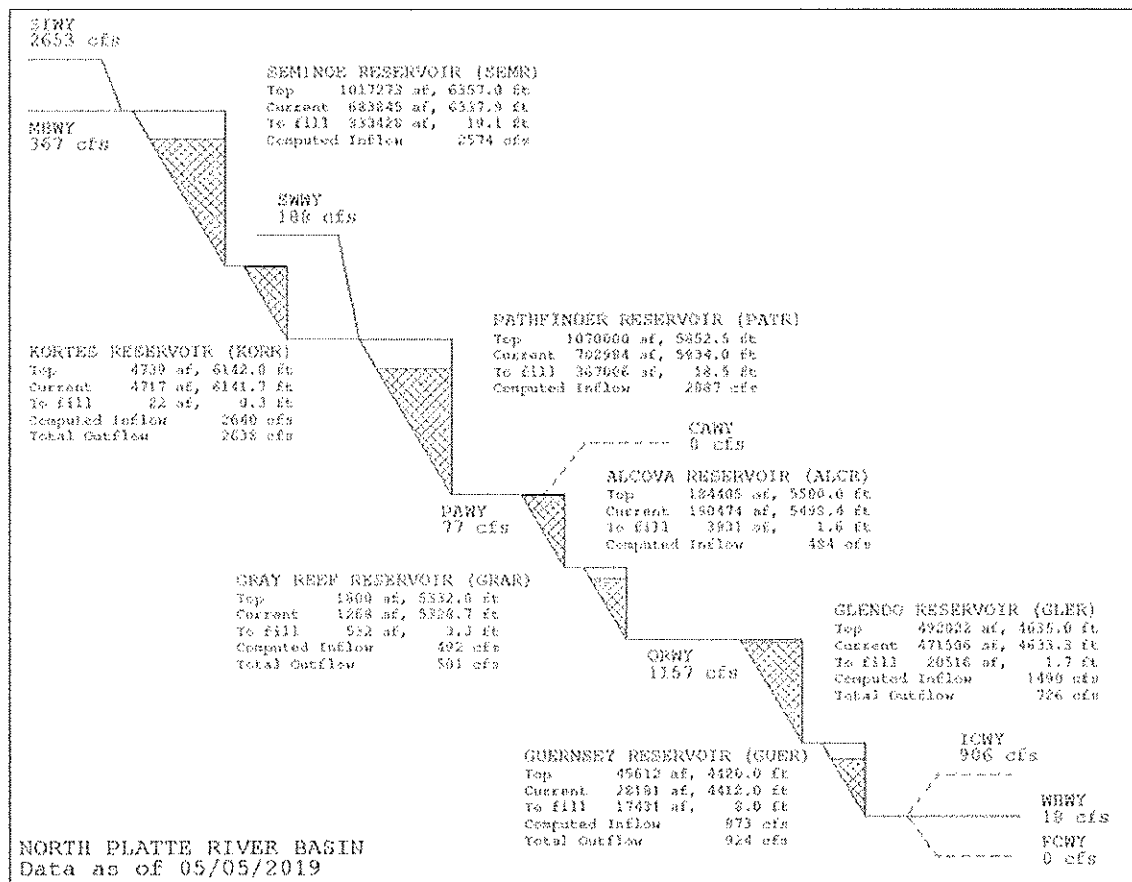 SIWY
2653 cfs
SEMINOE RESERVOIR (SEMR)
Top 1017273 af, 6357.0 ft
Current 683845 af, 6337.9 ft
To fill 333428 af, 19.1 ft
Computed Inflow 2574 cfs
MBWY
367 cfs
SWWY
188 cfs
PATHFINDER RESERVOIR (PATR)
Top 1070000 af, 5852.5 ft
Current 702984 af, 5834.0 ft
To fill 367016 af, 18.5 ft
Computed Inflow cfs
KORTES RESERVOIR (KORR)
Top 4739 af, 6142.0 ft
Current 4717 af, 6141.7 ft
To fill 22 af, 0.3 ft
Computed Inflow 2640 cfs
Total Outflow 2638 cfs
CAWY
0 cfs
ALCOVA RESERVOIR (ALCR)
Top 184405 af, 5500.0 ft
Current 180474 af, 5498.4 ft
To fill 3931 af, 1.6 ft
Computed Inflow 484 cfs
PAWY
77 cfs
GRAY REEF RESERVOIR (GRAR)
Top 1800 af, 5332.0 ft
Current 1268 af, 5328.7 ft
To fill 532 af, 3.3 ft
Computed Inflow 492 cfs
Total Outflow 501 cfs
GLENDO RESERVOIR (GLER)
Top 492022 af, 4635.0 ft
Current 471506 af, 4633.3 ft
To fill 20516 af, 1.7 ft
Computed Inflow 1490 cfs
Total Outflow 726 cfs
ORWY
1157 cfs
GUERNSEY RESERVOIR (GUER)
Top 45612 af, 4420.0 ft
Current 28181 af, 4412.0 ft
To fill 17431 af, 8.0 ft
Computed Inflow 873 cfs
Total Outflow 924 cfs
ICWY
906 cfs
WBWY
18 cfs
FCWY
0 cfs
NORTH PLATTE RIVER BASIN
Data as of 05/05/2019